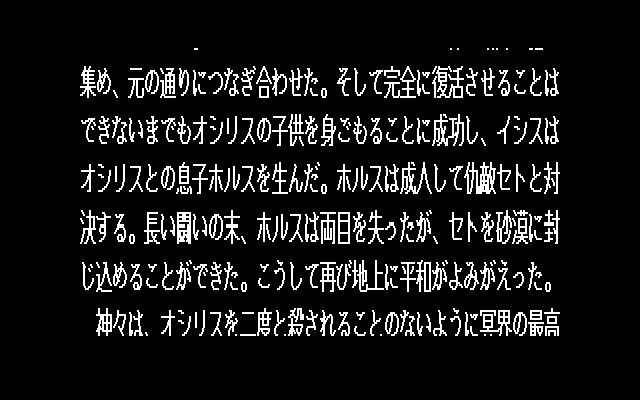 集め、元の通りにつなぎ合わせた。そして完全に復活させることは
できないまでもオシリスの子供を身ごもることに成功し、イシスは
オシリスとの息子ホルスを生んだ。ホルスは成人して仇敵セトと対
決する。長い闘いの末、ホルスは両目を失ったが、セトを砂漠に封
じ込めることができた。こうして再び地上に平和がよみがえった。
　神々は、オシリスを二度と殺されることのないように冥界の最高